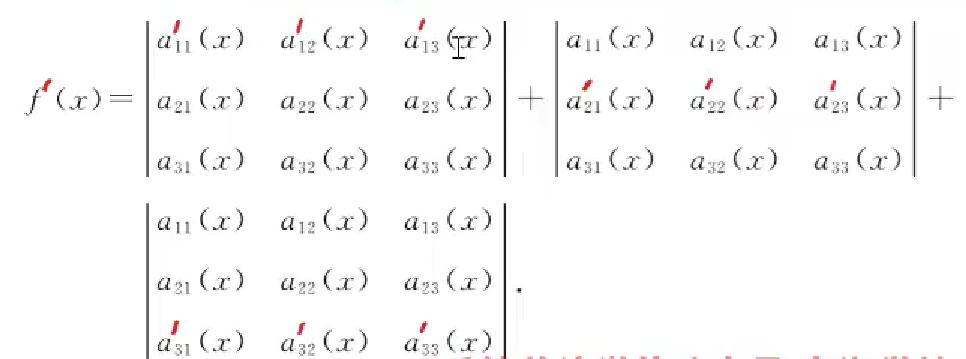 a′₁₁(x) a′₁₂(x) a′₁₃(x) a₁₁(x) a₁₂(x) a₁₃(x)
f′(x)= a₂₁(x) a₂₂(x) a₂₃(x) + a′₂₁(x) a′₂₂(x) a′₂₃(x) +
a₃₁(x) a₃₂(x) a₃₃(x) a₃₁(x) a₃₂(x) a₃₃(x)
a₁₁(x) a₁₂(x) a₁₃(x)
a₂₁(x) a₂₂(x) a₂₃(x) .
a′₃₁(x) a′₃₂(x) a′₃₃(x)